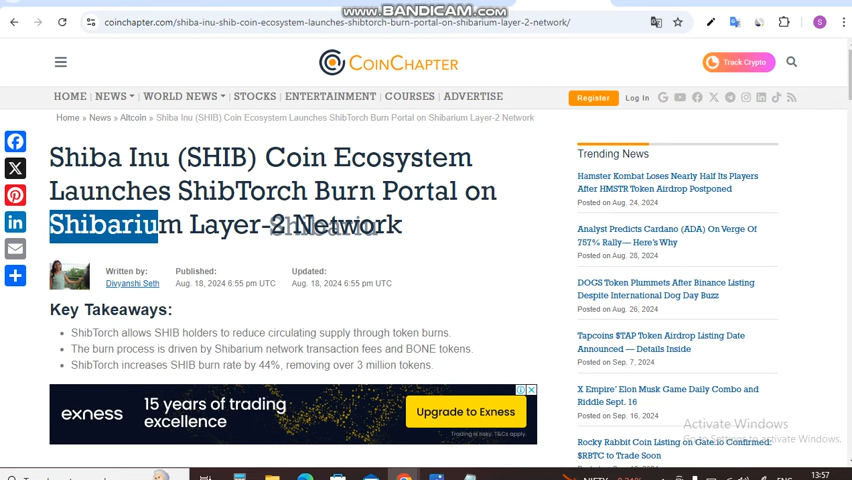 www.BANDICAM.com
coinchapter.com/shiba-inu-shib-coin-ecosystem-launches-shibtorch-burn-portal-on-shibarium-layer-2-network/
S
COINCHAPTER
Track Crypto
HOME | NEWS | WORLD NEWS | STOCKS | ENTERTAINMENT | COURSES | ADVERTISE
Register
Log In
Home » News » Altcoin » Shiba Inu (SHIB) Coin Ecosystem Launches ShibTorch Burn Portal on Shibarium Layer-2 Network
Shiba Inu (SHIB) Coin Ecosystem
Launches ShibTorch Burn Portal on
Shibarium Layer-2 Network
Shibariu
Written by:
Divyanshi Seth
Published:
Aug. 18, 2024 6:55 pm UTC
Updated:
Aug. 18, 2024 6:55 pm UTC
Key Takeaways:
ShibTorch allows SHIB holders to reduce circulating supply through token burns.
The burn process is driven by Shibarium network transaction fees and BONE tokens.
ShibTorch increases SHIB burn rate by 44%, removing over 3 million tokens.
exness
15 years of trading
excellence
Upgrade to Exness
Trading is risky. T&Cs apply.
Trending News
Hamster Kombat Loses Nearly Half Its Players
After HMSTR Token Airdrop Postponed
Posted on Aug. 24, 2024
Analyst Predicts Cardano (ADA) On Verge Of
757% Rally— Here's Why
Posted on Aug. 28, 2024
DOGS Token Plummets After Binance Listing
Despite International Dog Day Buzz
Posted on Aug. 26, 2024
Tapcoins $TAP Token Airdrop Listing Date
Announced — Details Inside
Posted on Sep. 7, 2024
X Empire' Elon Musk Game Daily Combo and
Riddle Sept. 16
Posted on Sep. 16, 2024
Rocky Rabbit Coin Listing on Gate.io Confirmed:
$RBTC to Trade Soon
Activate Windows
Go to Settings to activate Windows.
13:57